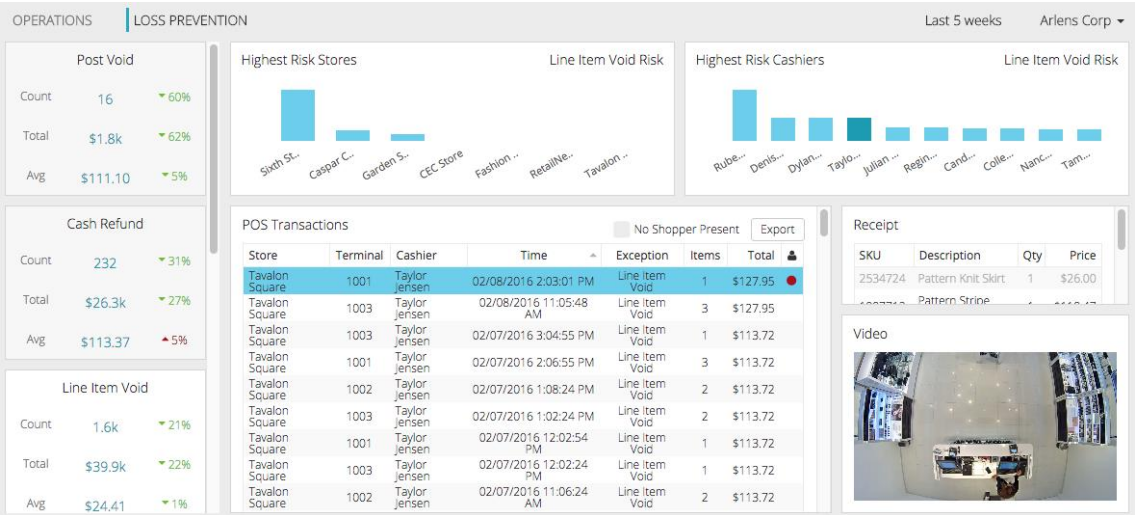 OPERATIONS LOSS PREVENTION Last 5 weeks Arlens Corp
Post Void
Count 16 60%
Total $1.8k 62%
Avg $111.10 5%
Cash Refund
Count 232 31%
Total $26.3k 27%
Avg $113.37 5%
Line Item Void
Count 1.6k 21%
Total $39.9k 22%
Avg $24.41 1%
Highest Risk Stores Line Item Void Risk
Sixth St... Caspar C... Garden S... CEC Store Fashion ... RetailNe... Tavalon ...
Highest Risk Cashiers Line Item Void Risk
Rube... Denis... Dylan... Taylo... Julian ... Regin... Cand... Colle... Nanc... Tam...
POS Transactions No Shopper Present Export
Store Terminal Cashier Time Exception Items Total
Tavalon Square 1001 Taylor Jensen 02/08/2016 2:03:01 PM Line Item Void 1 $127.95
Tavalon Square 1003 Taylor Jensen 02/08/2016 11:05:48 AM Line Item Void 3 $127.95
Tavalon Square 1003 Taylor Jensen 02/07/2016 3:04:55 PM Line Item Void 1 $113.72
Tavalon Square 1001 Taylor Jensen 02/07/2016 2:06:55 PM Line Item Void 3 $113.72
Tavalon Square 1002 Taylor Jensen 02/07/2016 1:08:24 PM Line Item Void 2 $113.72
Tavalon Square 1003 Taylor Jensen 02/07/2016 1:02:24 PM Line Item Void 2 $113.72
Tavalon Square 1001 Taylor Jensen 02/07/2016 12:02:54 PM Line Item Void 1 $113.72
Tavalon Square 1003 Taylor Jensen 02/07/2016 12:02:24 PM Line Item Void 1 $113.72
Tavalon Square 1002 Taylor Jensen 02/07/2016 11:06:24 AM Line Item Void 2 $113.72
Receipt
SKU Description Qty Price
2534724 Pattern Knit Skirt 1 $26.00
Pattern Stripe
Video